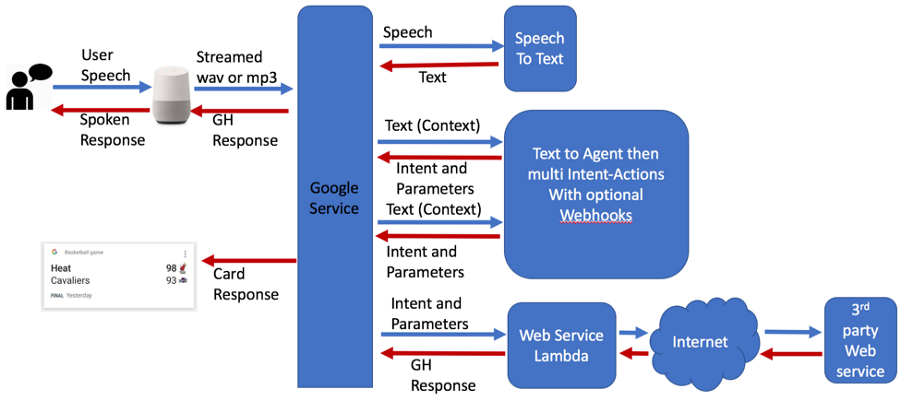 User
Speech
Spoken
Response
Streamed
wav or mp3
GH
Response
Google
Service
Speech
Text
Speech
To Text
Text (Context)
Intent and
Parameters
Text (Context)
Intent and
Parameters
Text to Agent then
multi Intent-Actions
With optional
Webhooks
G Basketball game
Heat 98
Cavaliers 93
FINAL Yesterday
Card
Response
Intent and
Parameters
GH
Response
Web Service
Lambda
Internet
3rd
party
Web
service